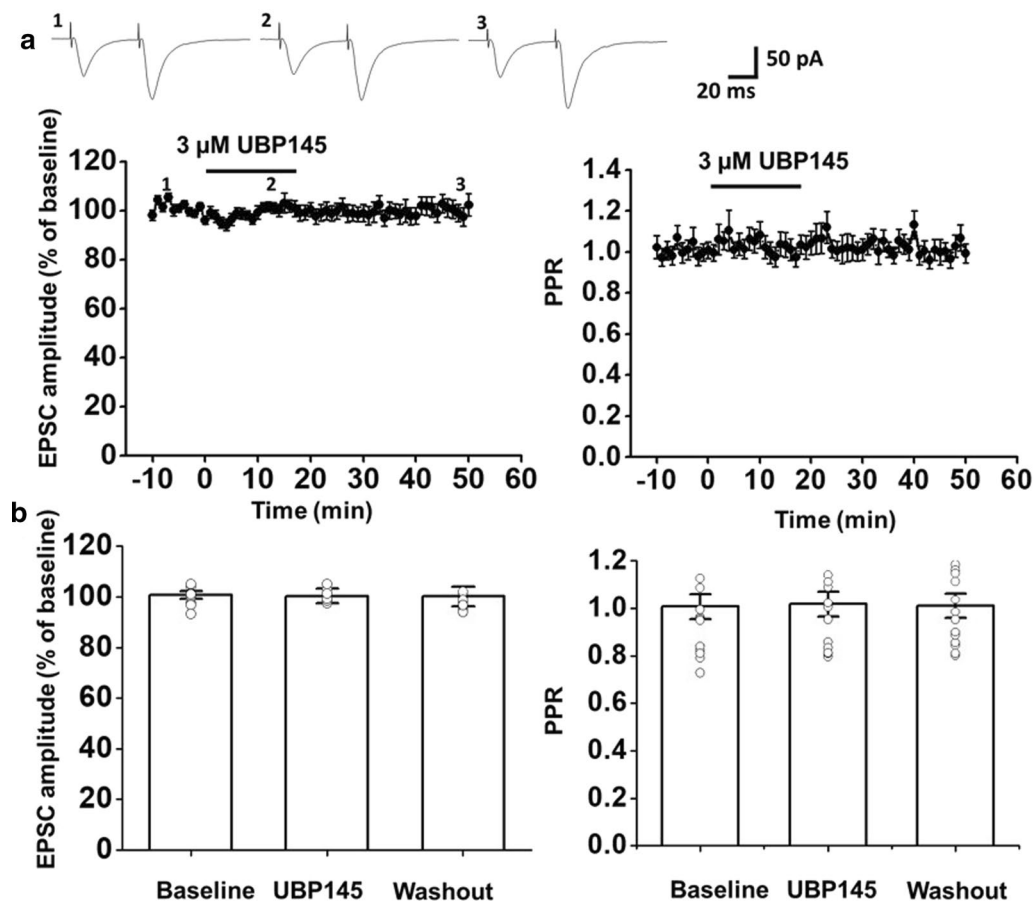 a
1 2 3
50 pA
20 ms
EPSC amplitude (% of baseline)
120
100
80
60
40
20
0
3 µM UBP145
1 2 3
-10 0 10 20 30 40 50 60
Time (min)
PPR
1.4
1.2
1.0
0.8
0.6
0.4
0.2
0.0
3 µM UBP145
-10 0 10 20 30 40 50 60
Time (min)
b
EPSC amplitude (% of baseline)
120
100
80
60
40
20
0
Baseline UBP145 Washout
PPR
1.2
1.0
0.8
0.6
0.4
0.2
0.0
Baseline UBP145 Washout